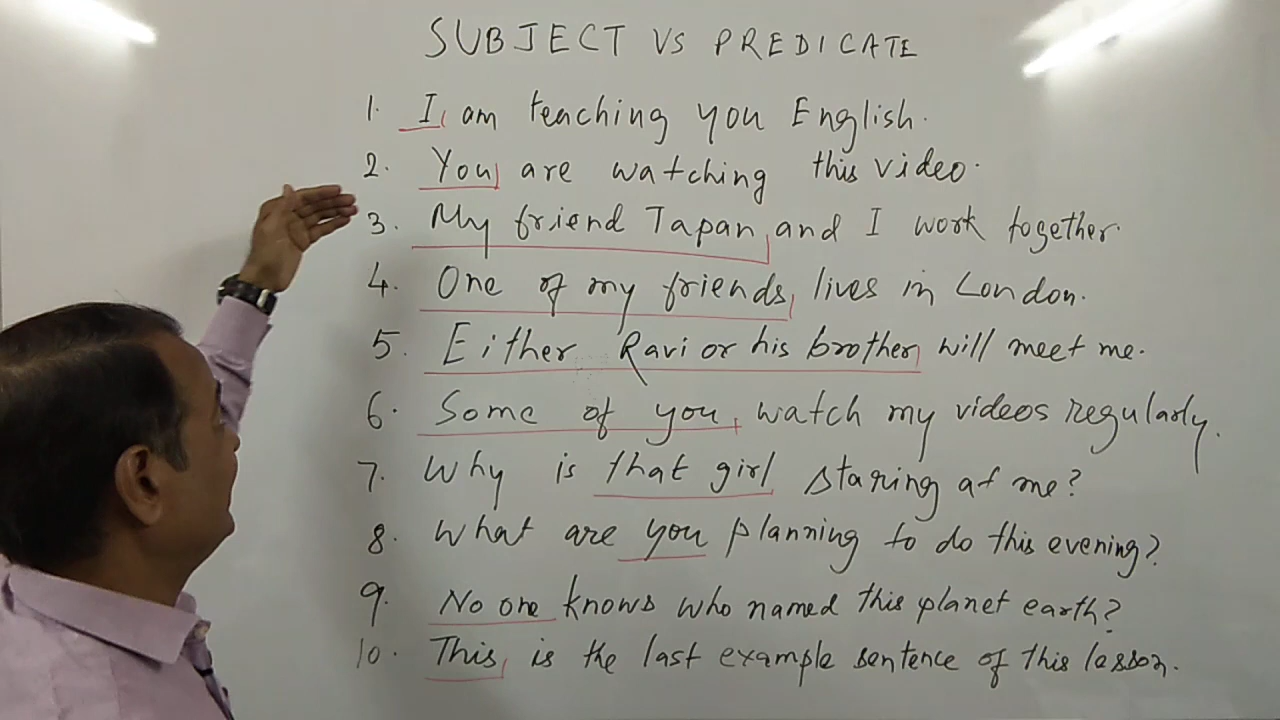 SUBJECT VS PREDICATE
1. I am teaching you English.
2. You are watching this video.
3. My friend Tapan and I work together.
4. One of my friends lives in London.
5. Either Ravi or his brother will meet me.
6. Some of you watch my videos regularly.
7. Why is that girl staring at me?
8. What are you planning to do this evening?
9. No one knows who named this planet earth?
10. This is the last example sentence of this lesson.